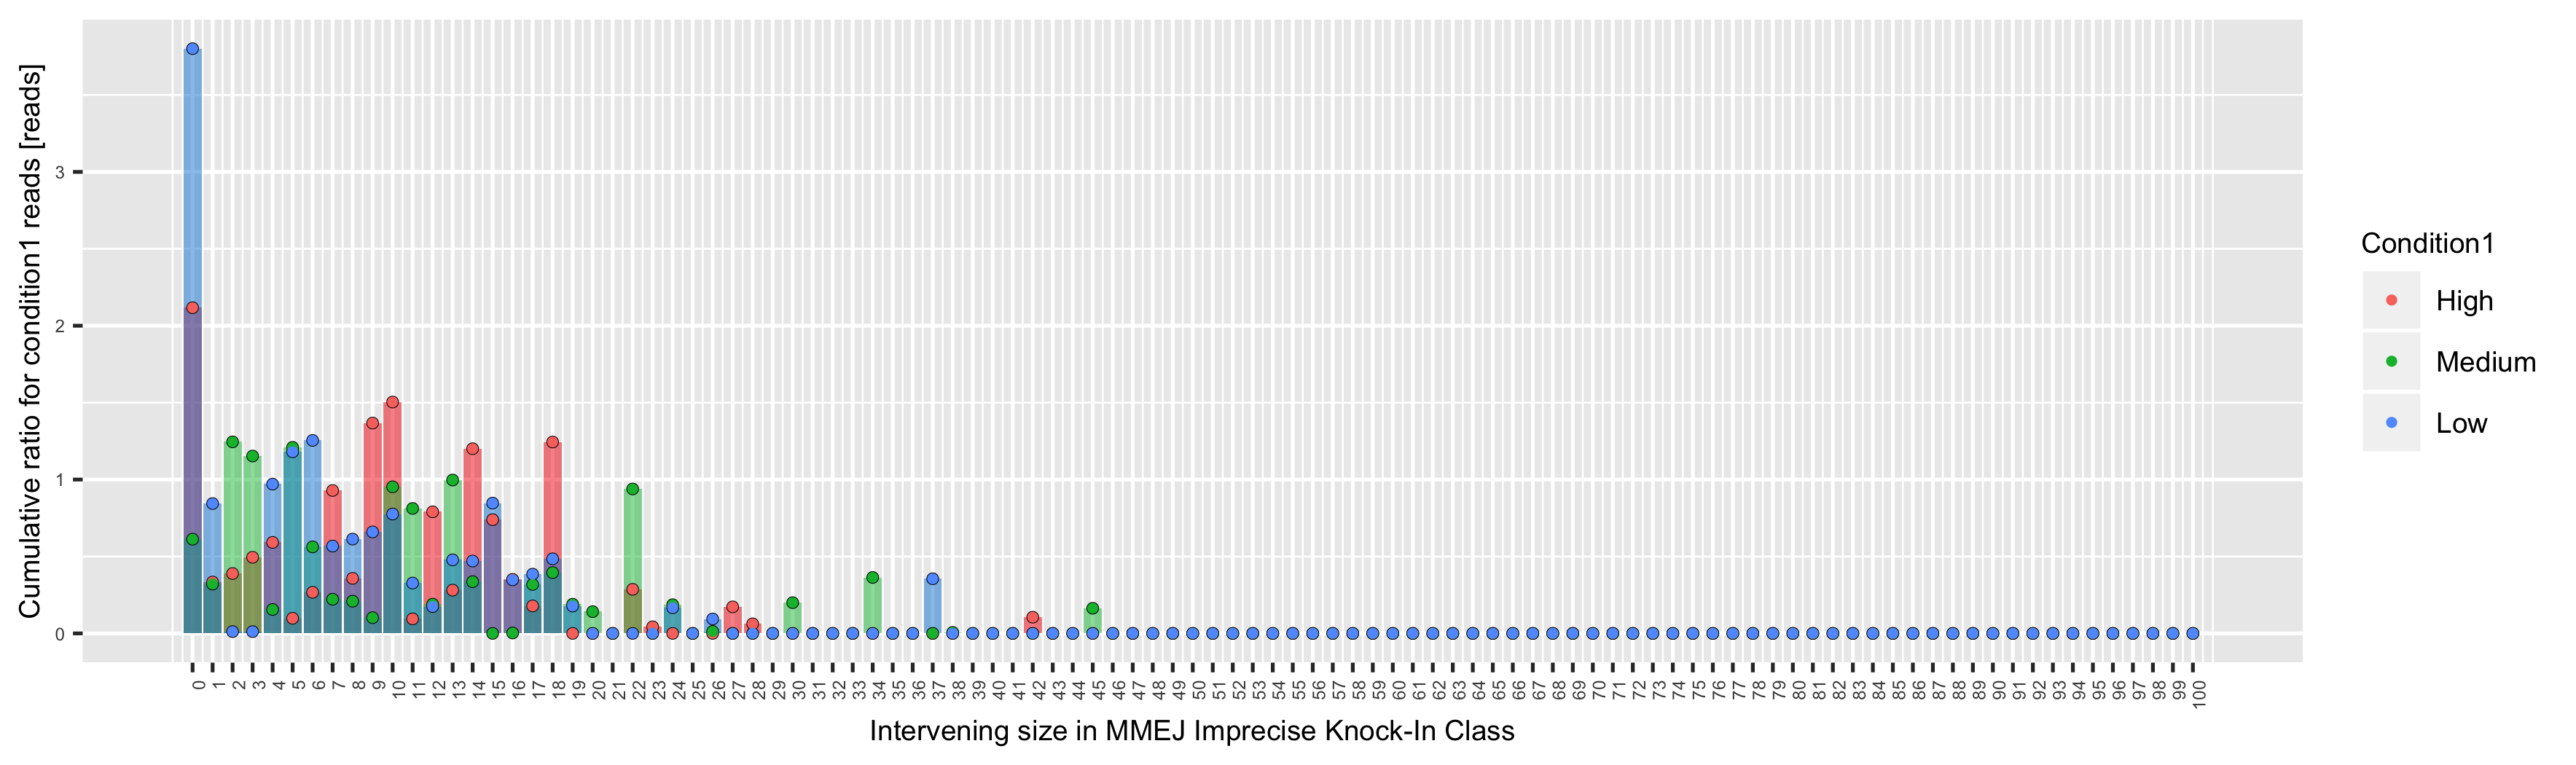 Cumulative ratio for condition1 reads [reads]
3
2
1
0
0 1 2 3 4 5 6 7 8 9 10 11 12 13 14 15 16 17 18 19 20 21 22 23 24 25 26 27 28 29 30 31 32 33 34 35 36 37 38 39 40 41 42 43 44 45 46 47 48 49 50 51 52 53 54 55 56 57 58 59 60 61 62 63 64 65 66 67 68 69 70 71 72 73 74 75 76 77 78 79 80 81 82 83 84 85 86 87 88 89 90 91 92 93 94 95 96 97 98 99 100
Intervening size in MMEJ Imprecise Knock-In Class
Condition1
High
Medium
Low